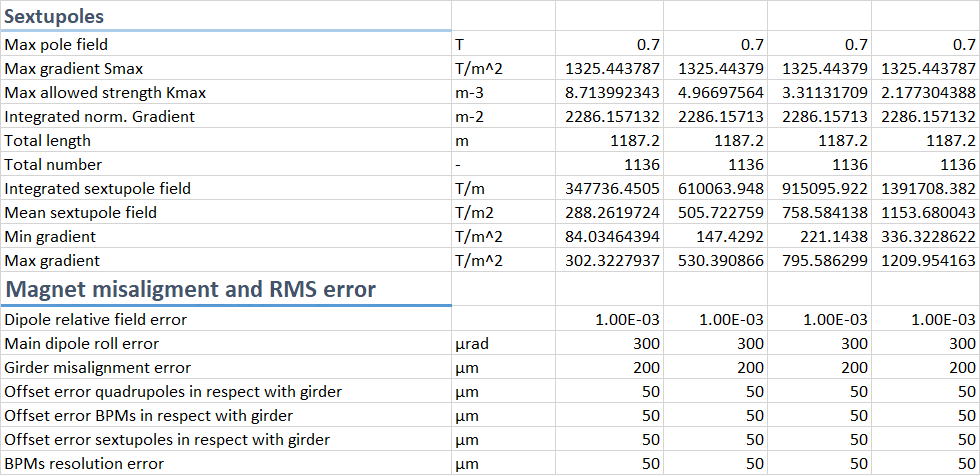 Sextupoles
Max pole field T 0.7 0.7 0.7 0.7
Max gradient Smax T/m^2 1325.443787 1325.44379 1325.44379 1325.443787
Max allowed strength Kmax m-3 8.713992343 4.96697564 3.31131709 2.177304388
Integrated norm. Gradient m-2 2286.157132 2286.15713 2286.15713 2286.157132
Total length m 1187.2 1187.2 1187.2 1187.2
Total number - 1136 1136 1136 1136
Integrated sextupole field T/m 347736.4505 610063.948 915095.922 1391708.382
Mean sextupole field T/m2 288.2619724 505.722759 758.584138 1153.680043
Min gradient T/m^2 84.03464394 147.4292 221.1438 336.3228622
Max gradient T/m^2 302.3227937 530.390866 795.586299 1209.954163
Magnet misaligment and RMS error
Dipole relative field error 1.00E-03 1.00E-03 1.00E-03 1.00E-03
Main dipole roll error μrad 300 300 300 300
Girder misalignment error μm 200 200 200 200
Offset error quadrupoles in respect with girder μm 50 50 50 50
Offset error BPMs in respect with girder μm 50 50 50 50
Offset error sextupoles in respect with girder μm 50 50 50 50
BPMs resolution error μm 50 50 50 50